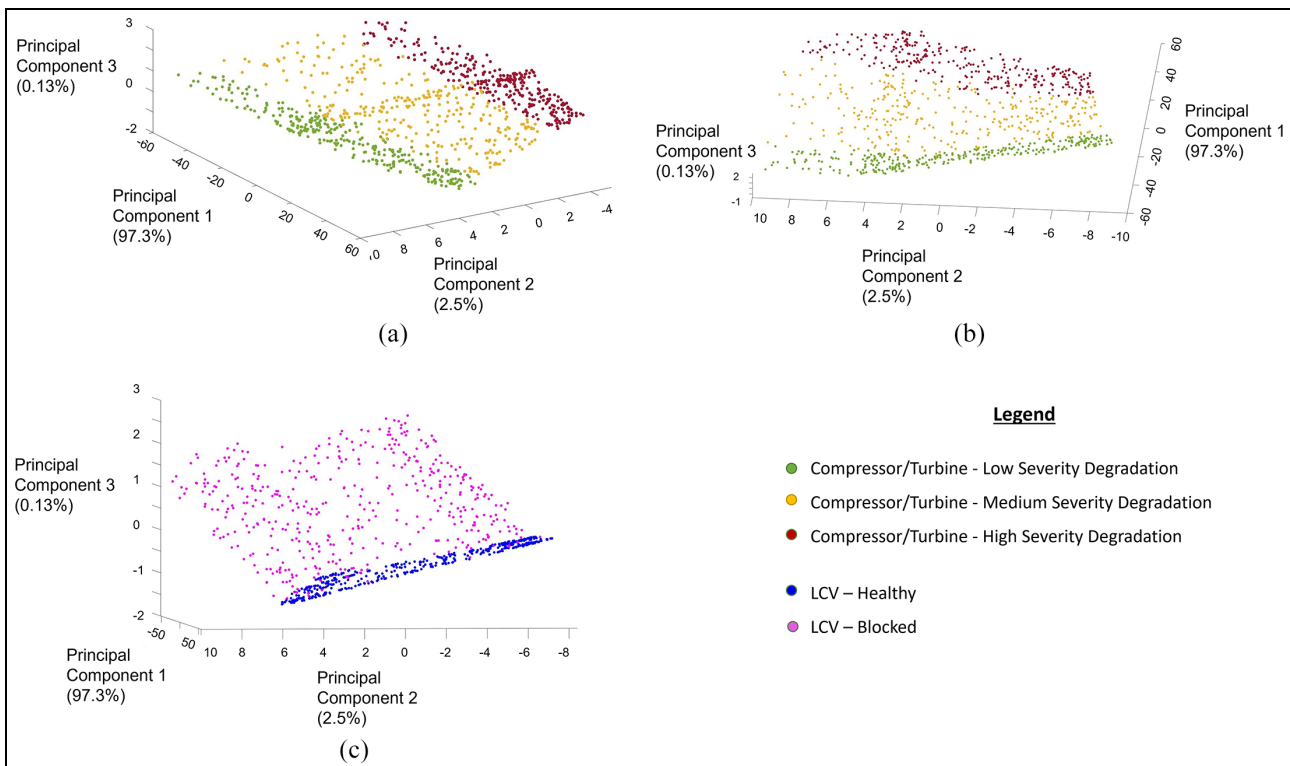 Principal
Component 3
(0.13%)
3
0
-2
-60
-40
-20
0
20
40
60
Principal
Component 1
(97.3%)
.0
8
6
4
2
0
2
-4
Principal
Component 2
(2.5%)
(a)
Principal
Component 3
(0.13%)
2
-1
10
8
6
4
2
0
-2
-4
-6
-8
-10
60
40
20
0
-20
-40
-60
Principal
Component 1
(97.3%)
Principal
Component 2
(2.5%)
(b)
3
2
1
0
-1
-2
Principal
Component 3
(0.13%)
-50
50
Principal
Component 1
(97.3%)
10
8
6
4
2
0
-2
-4
-6
-8
Principal
Component 2
(2.5%)
(c)
Legend
Compressor/Turbine - Low Severity Degradation
Compressor/Turbine - Medium Severity Degradation
Compressor/Turbine - High Severity Degradation
LCV – Healthy
LCV – Blocked